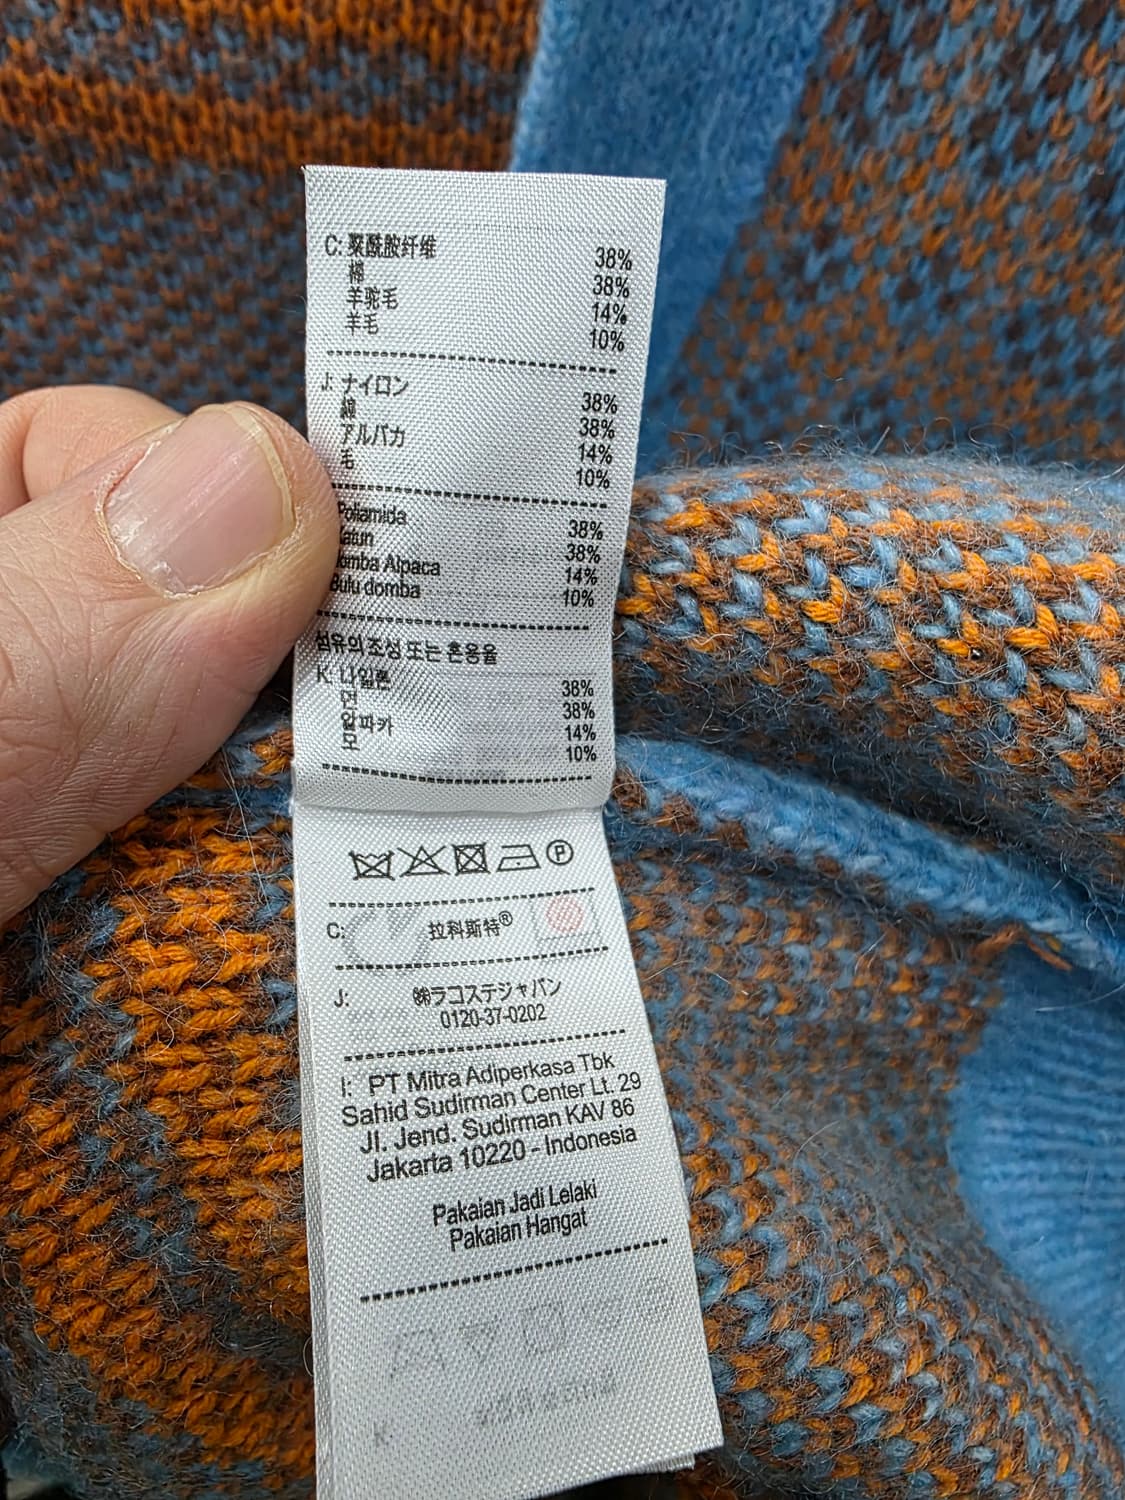 C: 聚酰胺纤维 38%
棉 38%
羊驼毛 14%
羊毛 10%
J: ナイロン 38%
綿 38%
アルパカ 14%
毛 10%
Poliamida 38%
Katun 38%
Domba Alpaca 14%
Bulu domba 10%
섬유의 조성 또는 혼용율
K: 나일론 38%
면 38%
알파카 14%
모 10%
P
C: 拉科斯特®
J: ㈱ラコステジャパン
0120-37-0202
I: PT Mitra Adiperkasa Tbk
Sahid Sudirman Center Lt. 29
Jl. Jend. Sudirman KAV 86
Jakarta 10220 - Indonesia
Pakaian Jadi Lelaki
Pakaian Hangat